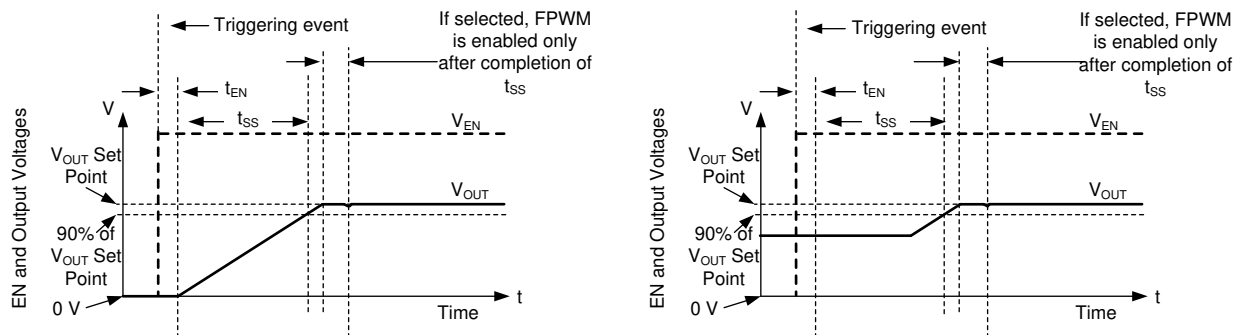 Triggering event
If selected, FPWM
is enabled only
after completion of
tSS
tEN
V
tSS
VEN
VOUT Set
Point
VOUT
90% of
VOUT Set
Point
0 V
t
Time
EN and Output Voltages
Triggering event
If selected, FPWM
is enabled only
after completion of
tSS
tEN
V
tSS
VEN
VOUT Set
Point
VOUT
90% of
VOUT Set
Point
0 V
t
Time
EN and Output Voltages